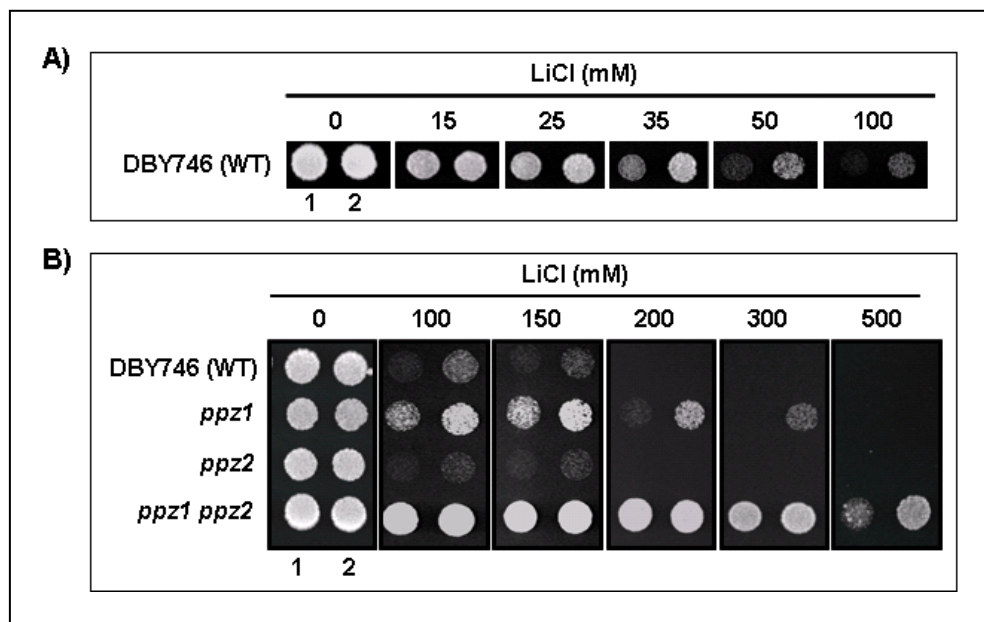 A)
LiCl (mM)
0 15 25 35 50 100
DBY746 (WT)
1 2
B)
LiCl (mM)
0 100 150 200 300 500
DBY746 (WT)
ppz1
ppz2
ppz1 ppz2
1 2